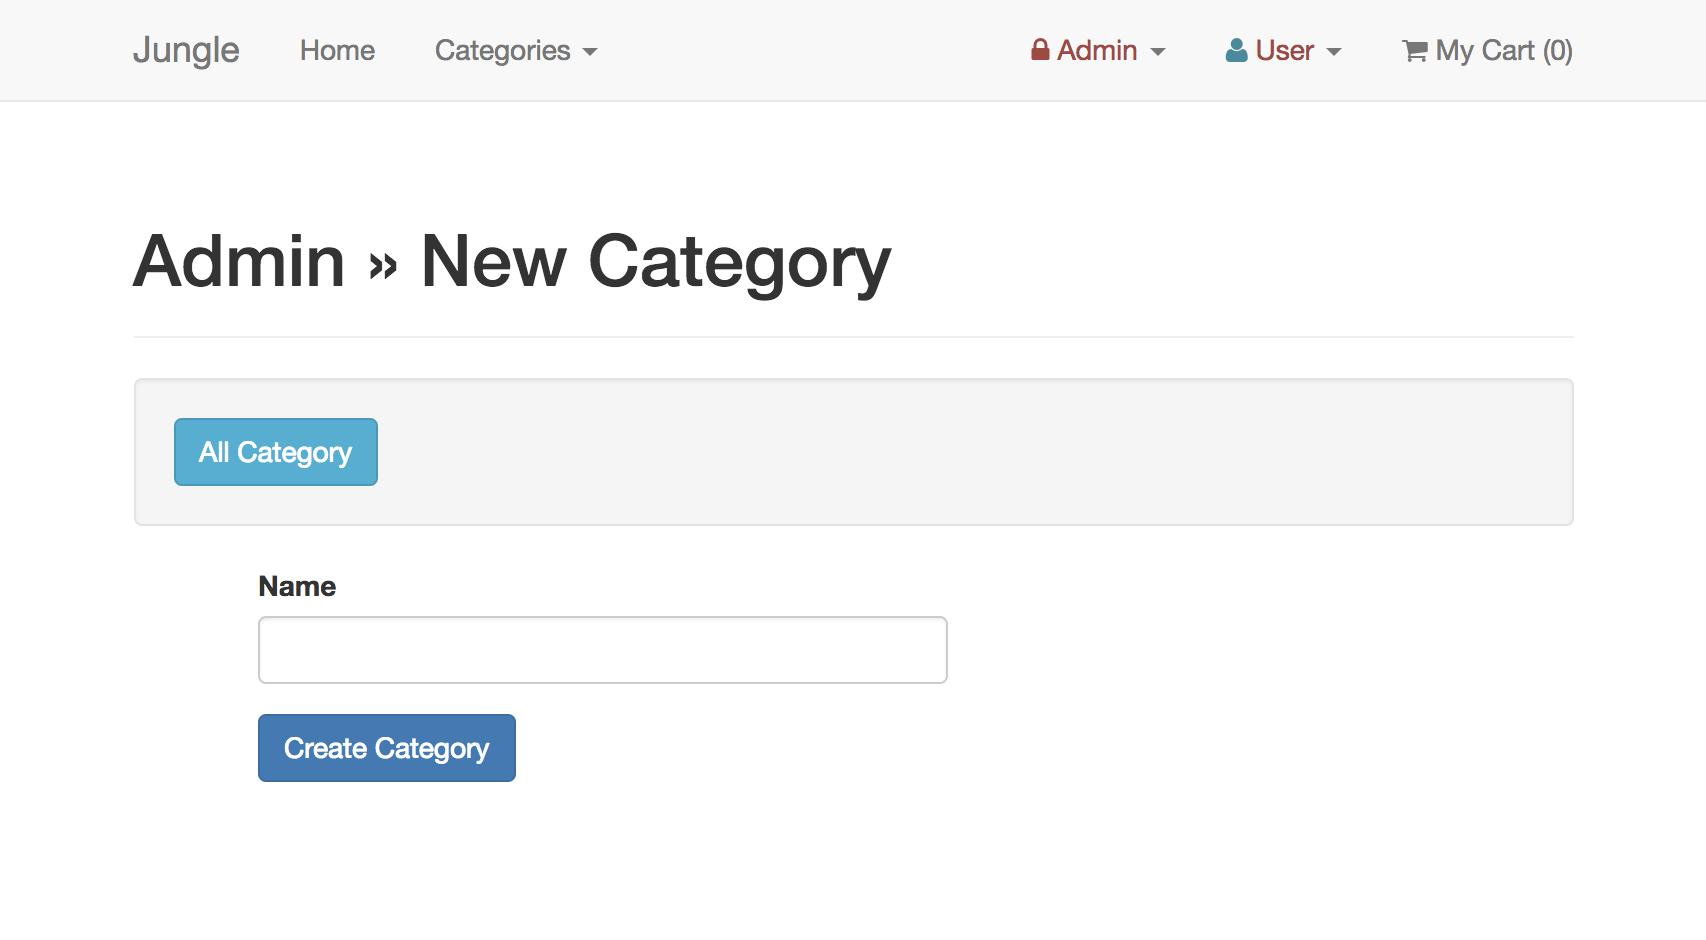 Jungle Home Categories Admin User My Cart (0)
Admin » New Category
All Category
Name
Create Category